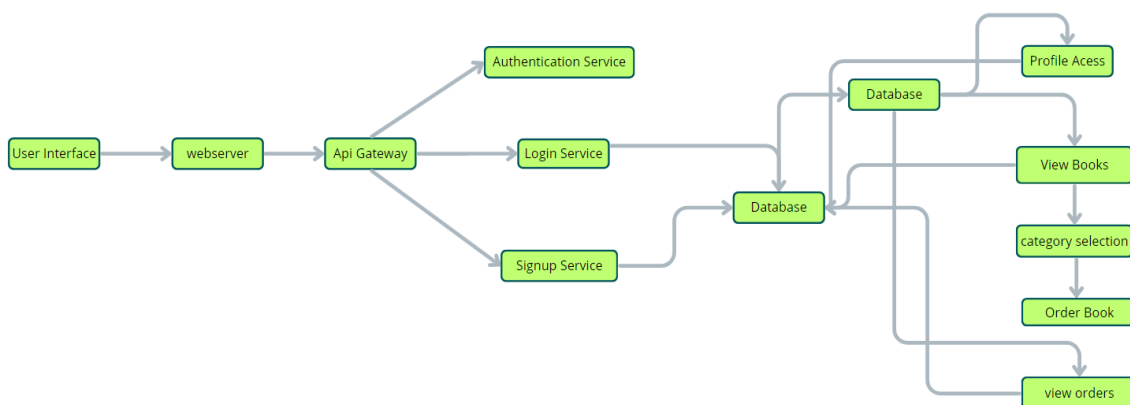 User Interface
webserver
Api Gateway
Authentication Service
Login Service
Signup Service
Database
Database
Profile Acess
View Books
category selection
Order Book
view orders